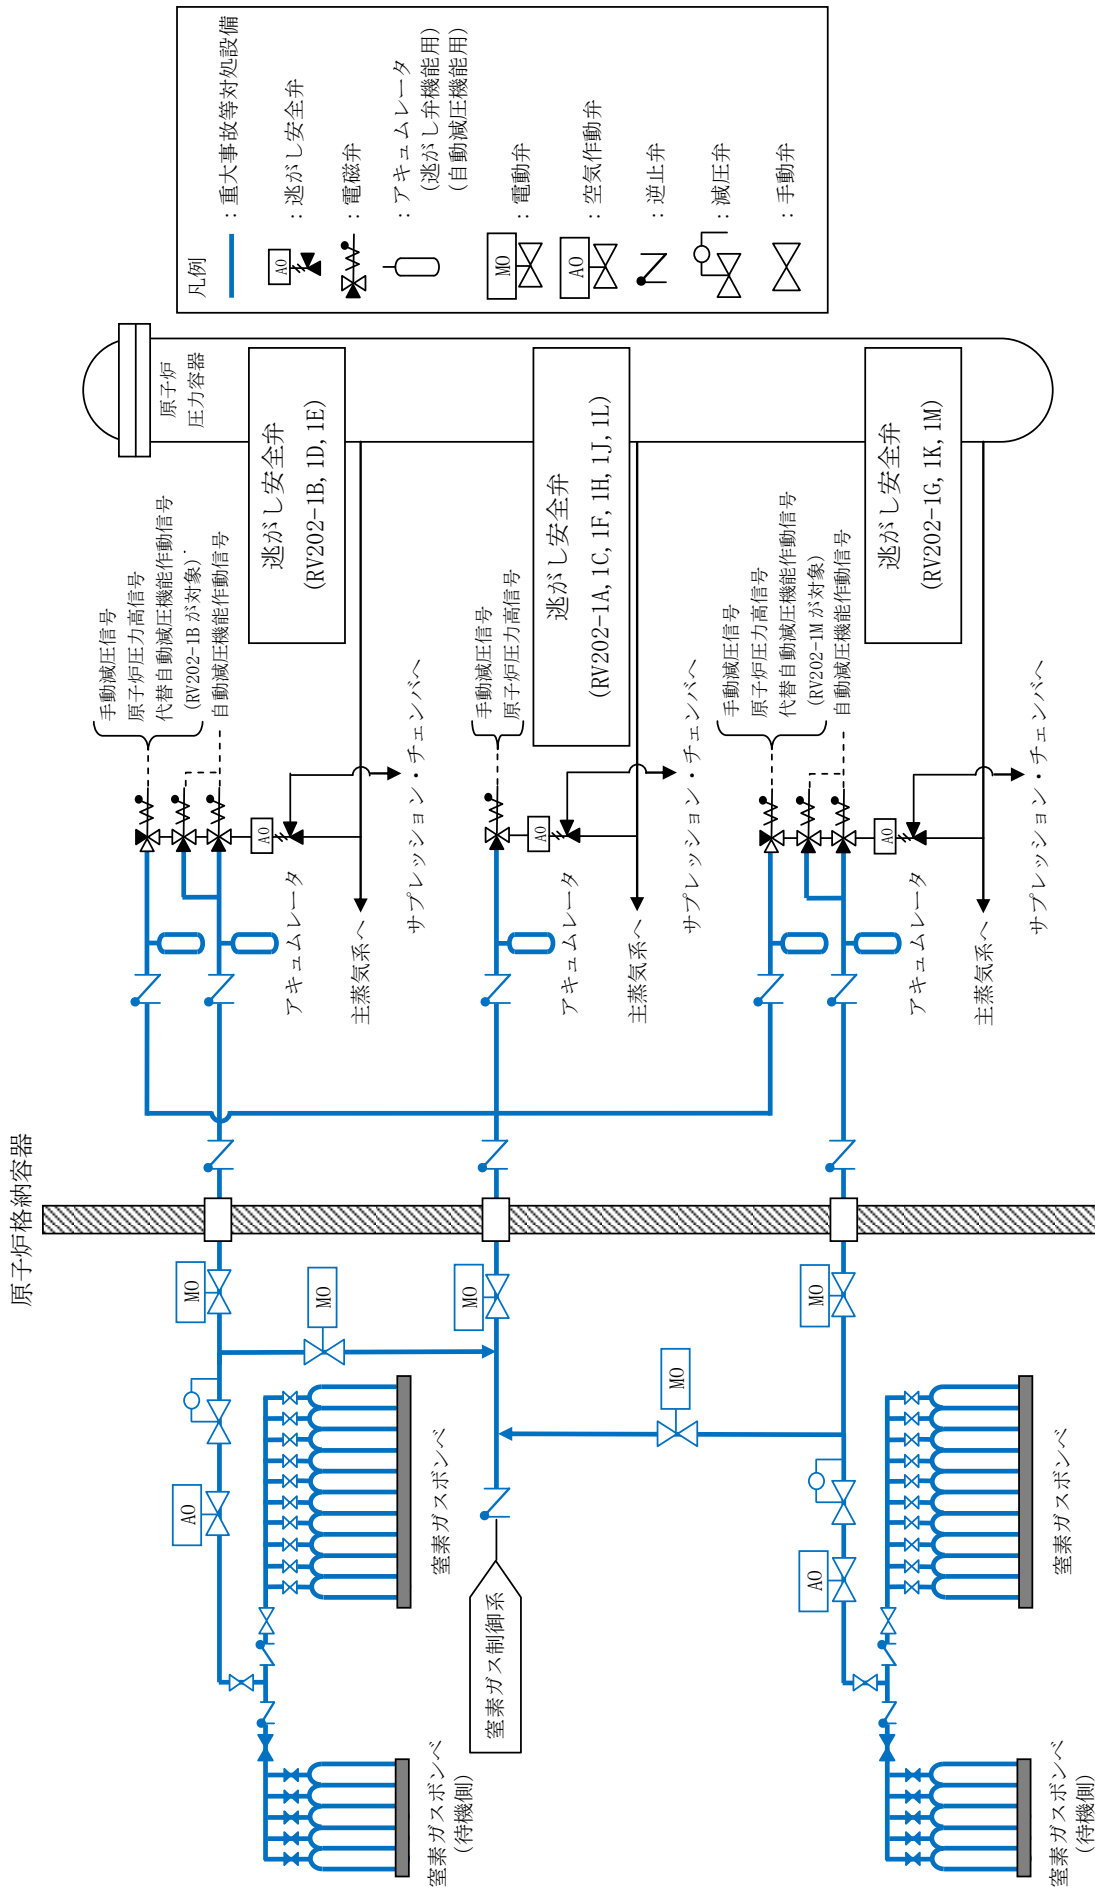 原子炉格納容器
窒素ガスボンベ
(待機側)
窒素ガスボンベ
AO
MO
MO
窒素ガス制御系
MO
MO
窒素ガスボンベ
(待機側)
窒素ガスボンベ
AO
MO
手動減圧信号
原子炉圧力高信号
代替自動減圧機能作動信号
(RV202-1B が対象)
自動減圧機能作動信号
AO
アキュムレータ
主蒸気系へ
サプレッション・チェンバへ
逃がし安全弁
(RV202-1B, 1D, 1E)
手動減圧信号
原子炉圧力高信号
AO
アキュムレータ
主蒸気系へ
サプレッション・チェンバへ
逃がし安全弁
(RV202-1A, 1C, 1F, 1H, 1J, 1L)
手動減圧信号
原子炉圧力高信号
代替自動減圧機能作動信号
(RV202-1M が対象)
自動減圧機能作動信号
AO
アキュムレータ
主蒸気系へ
サプレッション・チェンバへ
逃がし安全弁
(RV202-1G, 1K, 1M)
原子炉
圧力容器
凡例
：重大事故等対処設備
AO ：逃がし安全弁
：電磁弁
：アキュムレータ
(逃がし弁機能用)
(自動減圧機能用)
MO ：電動弁
AO ：空気作動弁
：逆止弁
：減圧弁
：手動弁